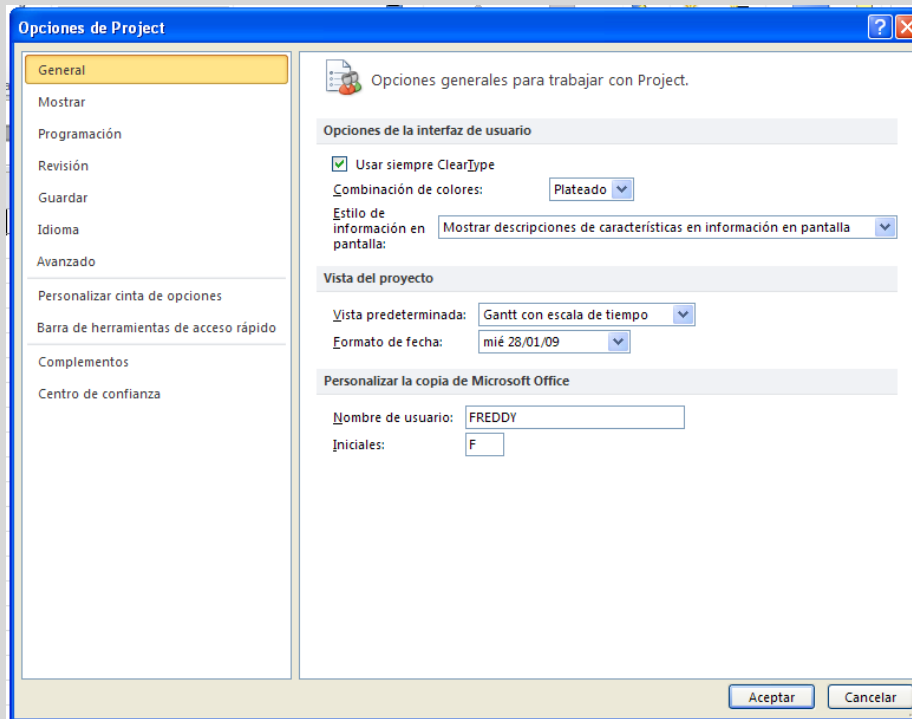 Opciones de Project
General
Mostrar
Programación
Revisión
Guardar
Idioma
Avanzado
Personalizar cinta de opciones
Barra de herramientas de acceso rápido
Complementos
Centro de confianza
Opciones generales para trabajar con Project.
Opciones de la interfaz de usuario
Usar siempre ClearType
Combinación de colores: Plateado
Estilo de
información en
pantalla: Mostrar descripciones de características en información en pantalla
Vista del proyecto
Vista predeterminada: Gantt con escala de tiempo
Formato de fecha: mié 28/01/09
Personalizar la copia de Microsoft Office
Nombre de usuario: FREDDY
Iniciales: F
Aceptar Cancelar